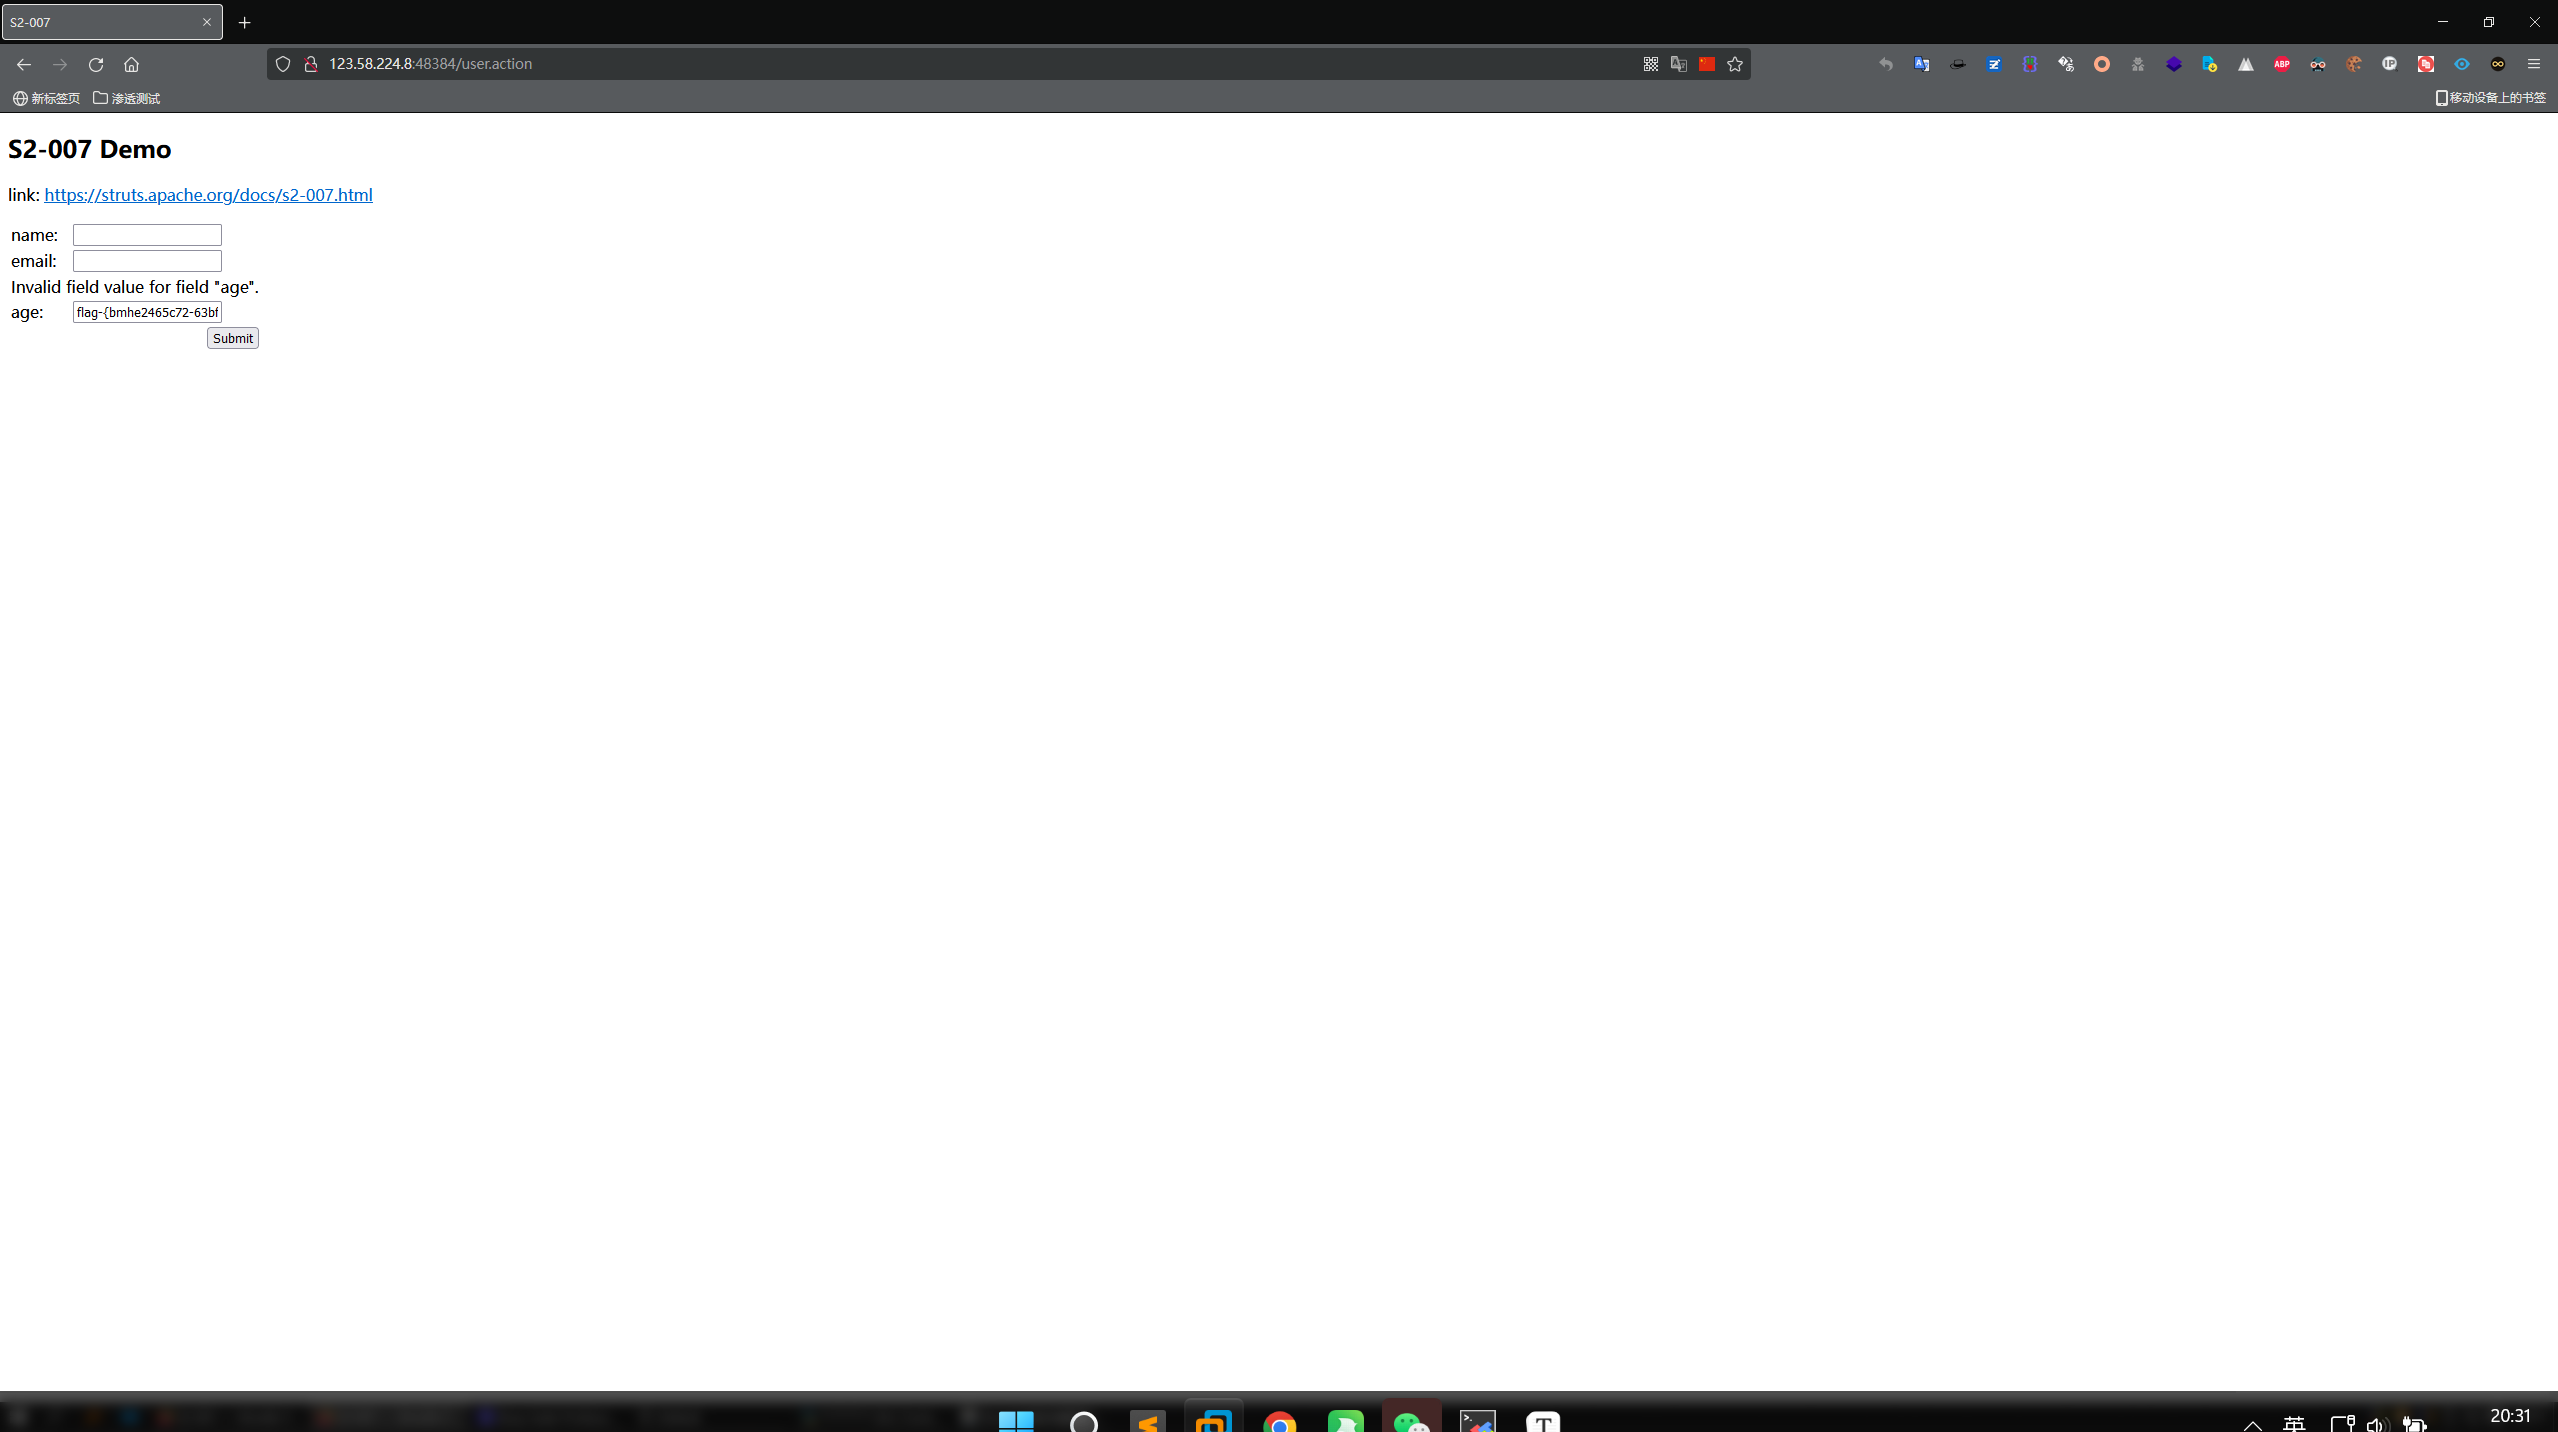 S2-007
123.58.224.8:48384/user.action
新标签页
渗透测试
移动设备上的书签
S2-007 Demo
link: https://struts.apache.org/docs/s2-007.html
name:
email:
Invalid field value for field "age".
age: flag-{bmhe2465c72-63bf
Submit
英
20:31